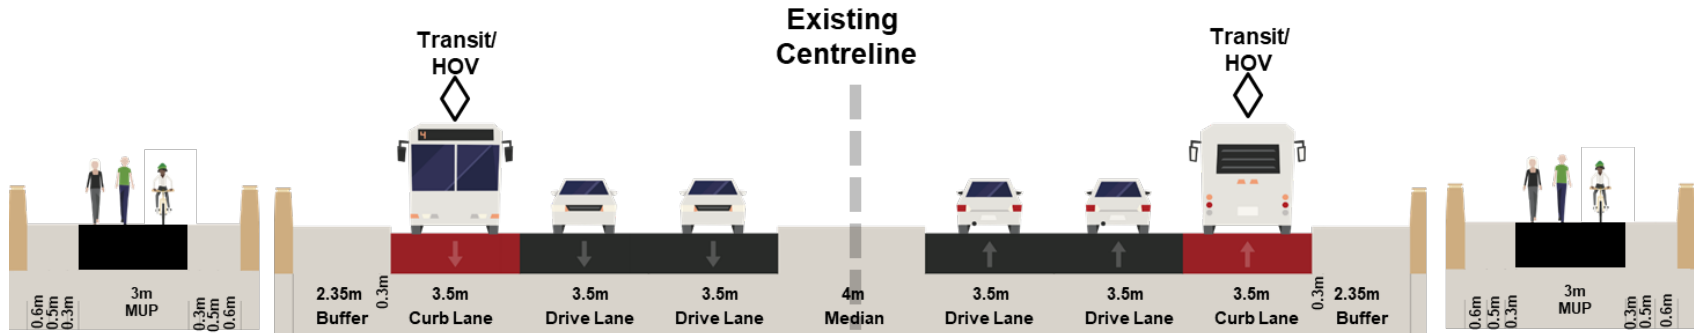 Existing
Centreline
Transit/
HOV
Transit/
HOV
4
0.6m
0.5m
0.3m
3m
MUP
0.3m
0.5m
0.6m
2.35m
Buffer
0.3m
3.5m
Curb Lane
3.5m
Drive Lane
3.5m
Drive Lane
4m
Median
3.5m
Drive Lane
3.5m
Drive Lane
3.5m
Curb Lane
0.3m
2.35m
Buffer
0.6m
0.5m
0.3m
3m
MUP
0.3m
0.5m
0.6m